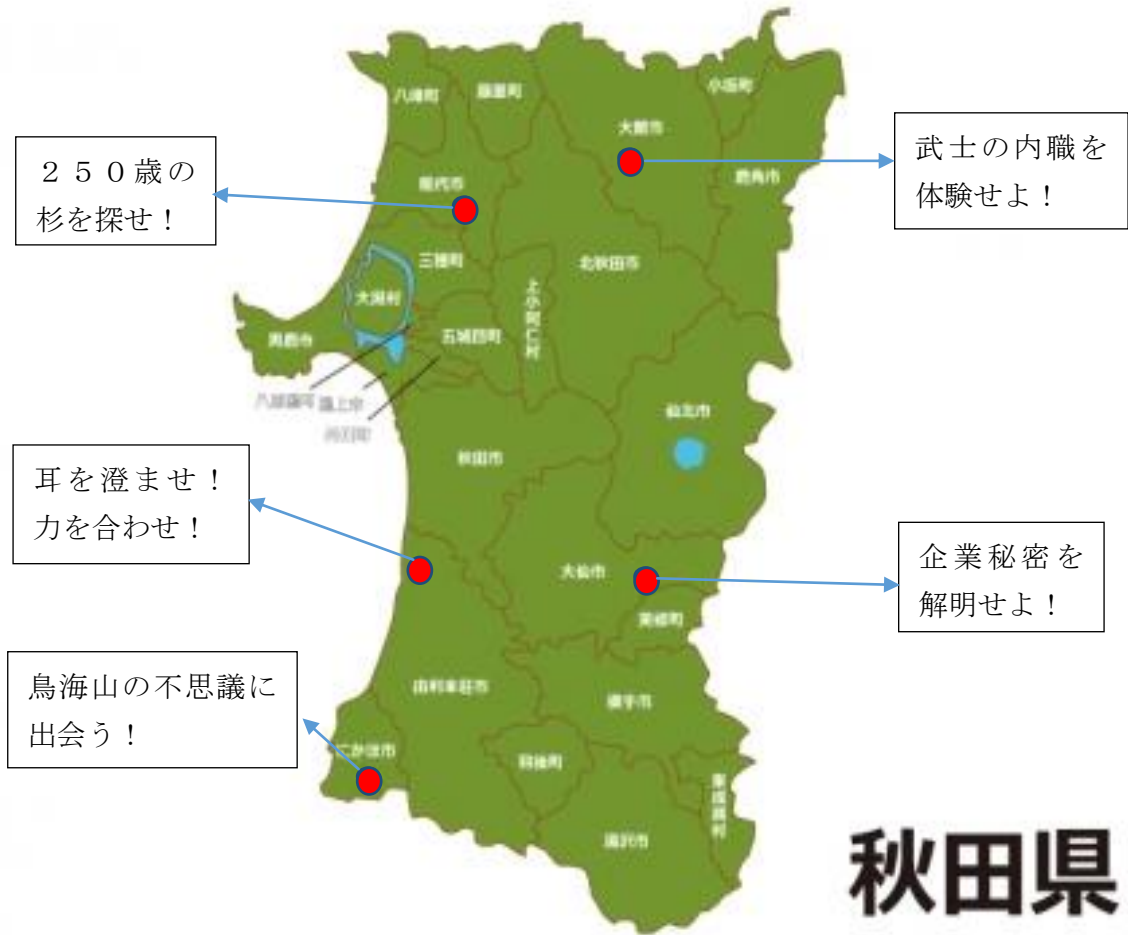 八峰町
藤里町
小坂町
大館市
鹿角市
武士の内職を
体験せよ！
２５０歳の
杉を探せ！
能代市
三種町
北秋田市
大潟村
上小阿仁村
男鹿市
五城目町
八郎潟町
潟上市
井川町
仙北市
秋田市
耳を澄ませ！
力を合わせ！
大仙市
企業秘密を
解明せよ！
美郷町
鳥海山の不思議に
出会う！
由利本荘市
横手市
にかほ市
羽後町
東成瀬村
湯沢市
秋田県